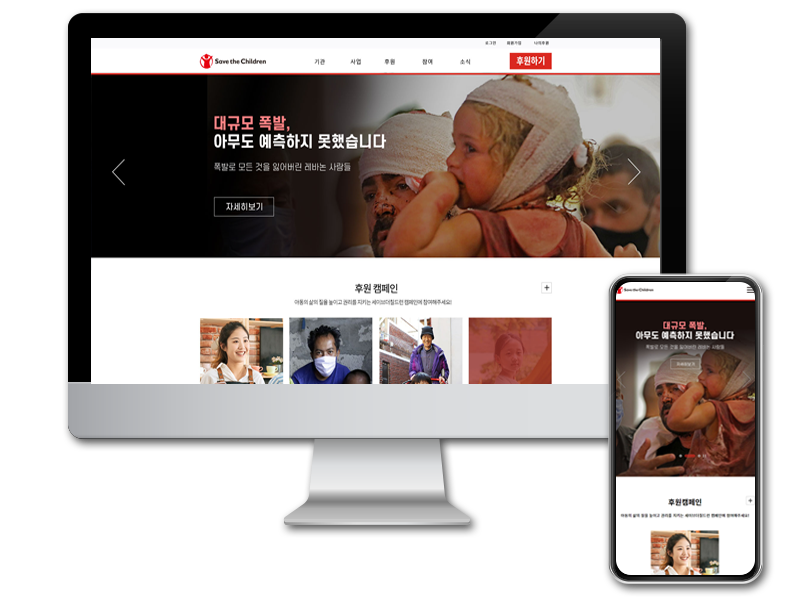 로그인 회원가입 나의후원
Save the Children 기관 사업 후원 참여 소식 후원하기
대규모 폭발,
아무도 예측하지 못했습니다
폭발로 모든 것을 잃어버린 레바논 사람들
자세히보기
후원 캠페인 +
아동의 삶의 질을 높이고 권리를 지키는 세이브더칠드런 캠페인에 참여해주세요!
Save the Children
대규모 폭발,
아무도 예측하지 못했습니다
폭발로 모든 것을 잃어버린 레바논 사람들
자세히보기
후원캠페인 +
아동의 삶의 질을 높이고 권리를 지키는 세이브더칠드런 캠페인에 참여해주세요!